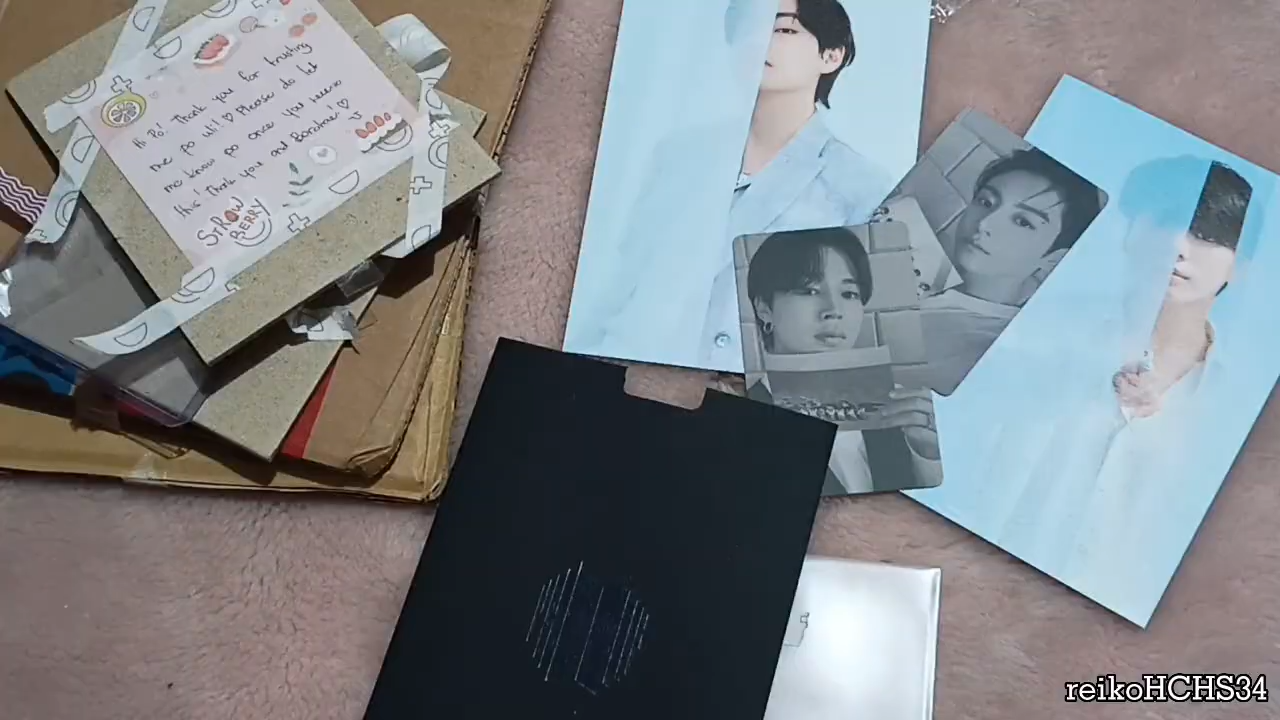 Hi Po! Thank you for trusting
me po uli! ♡ Please do let
me know po once you receive
this! Thank you and Borahae! ♡
STRAW
BERRY
reikoHCHS34